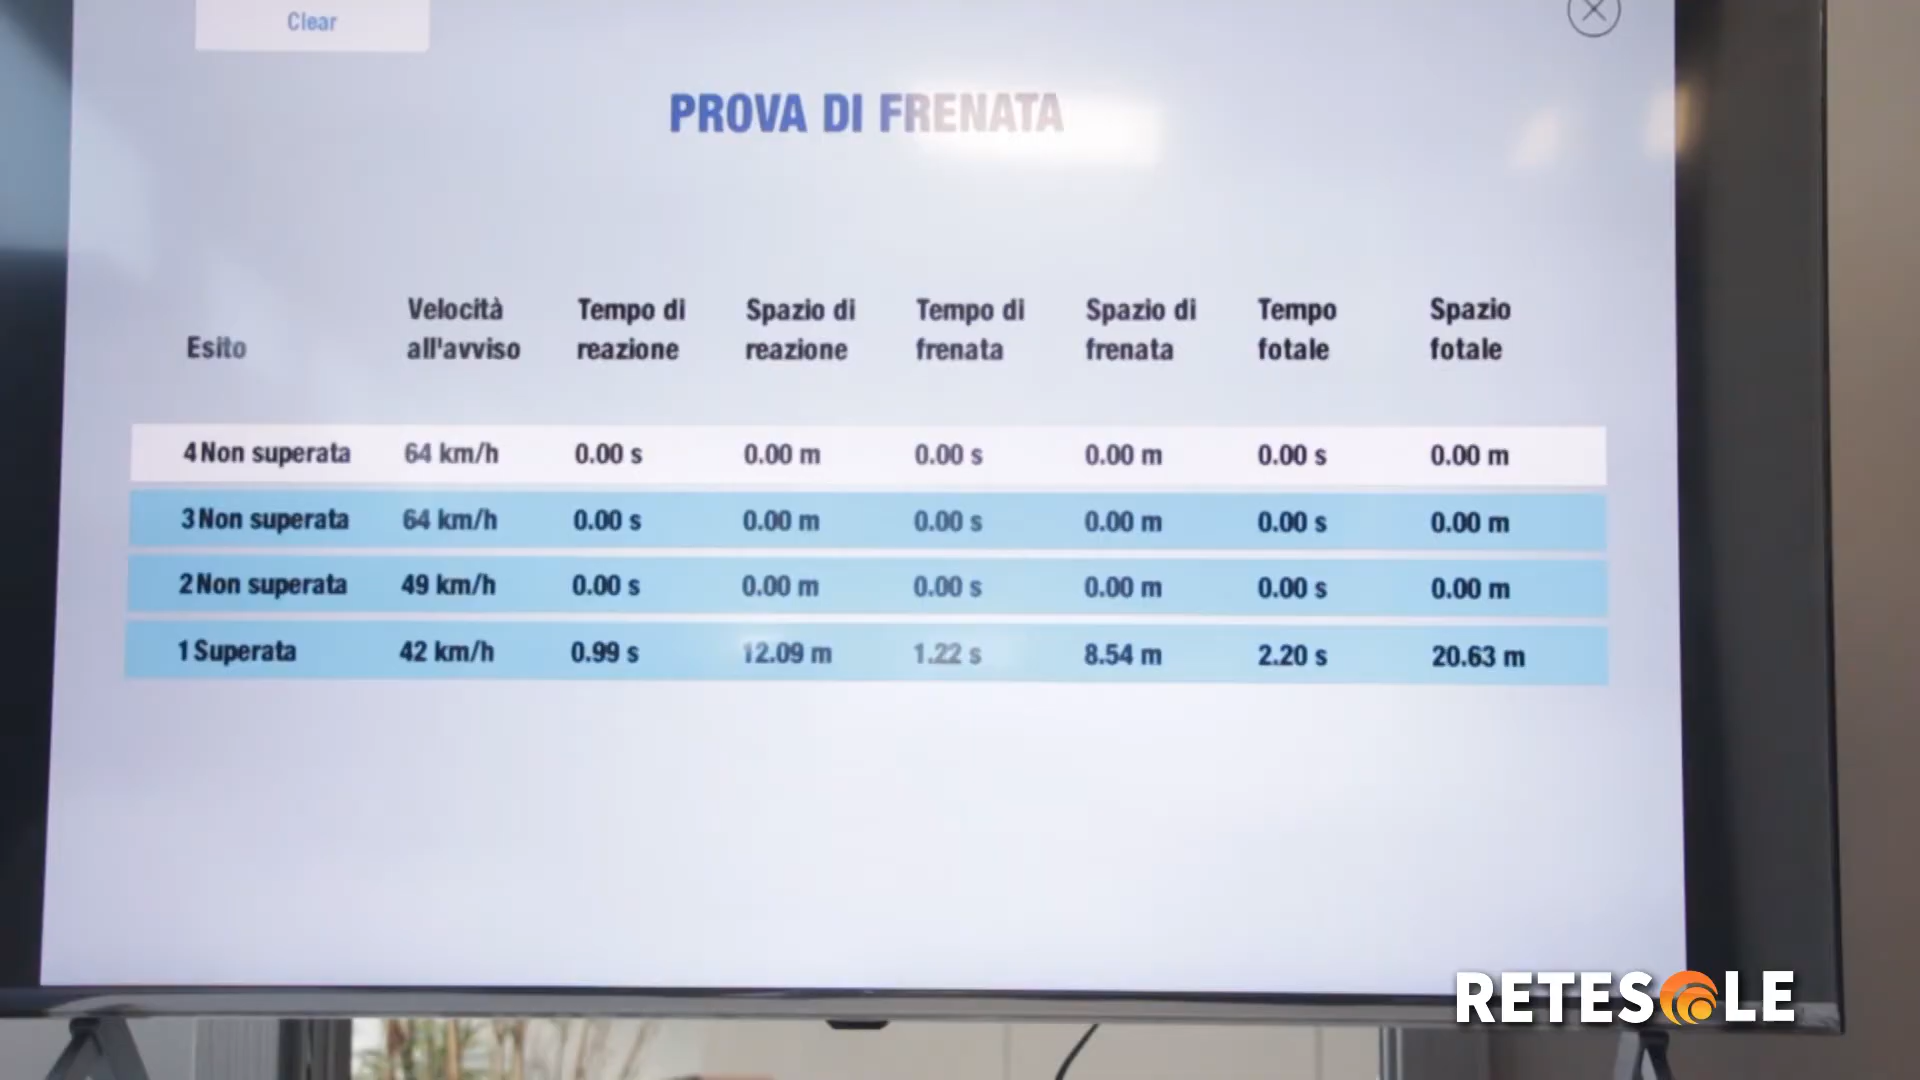 Clear
PROVA DI FRENATA
Esito Velocità all'avviso Tempo di reazione Spazio di reazione Tempo di frenata Spazio di frenata Tempo totale Spazio totale
4 Non superata 64 km/h 0.00 s 0.00 m 0.00 s 0.00 m 0.00 s 0.00 m
3 Non superata 64 km/h 0.00 s 0.00 m 0.00 s 0.00 m 0.00 s 0.00 m
2 Non superata 49 km/h 0.00 s 0.00 m 0.00 s 0.00 m 0.00 s 0.00 m
1 Superata 42 km/h 0.99 s 12.09 m 1.22 s 8.54 m 2.20 s 20.63 m
RETESOLE